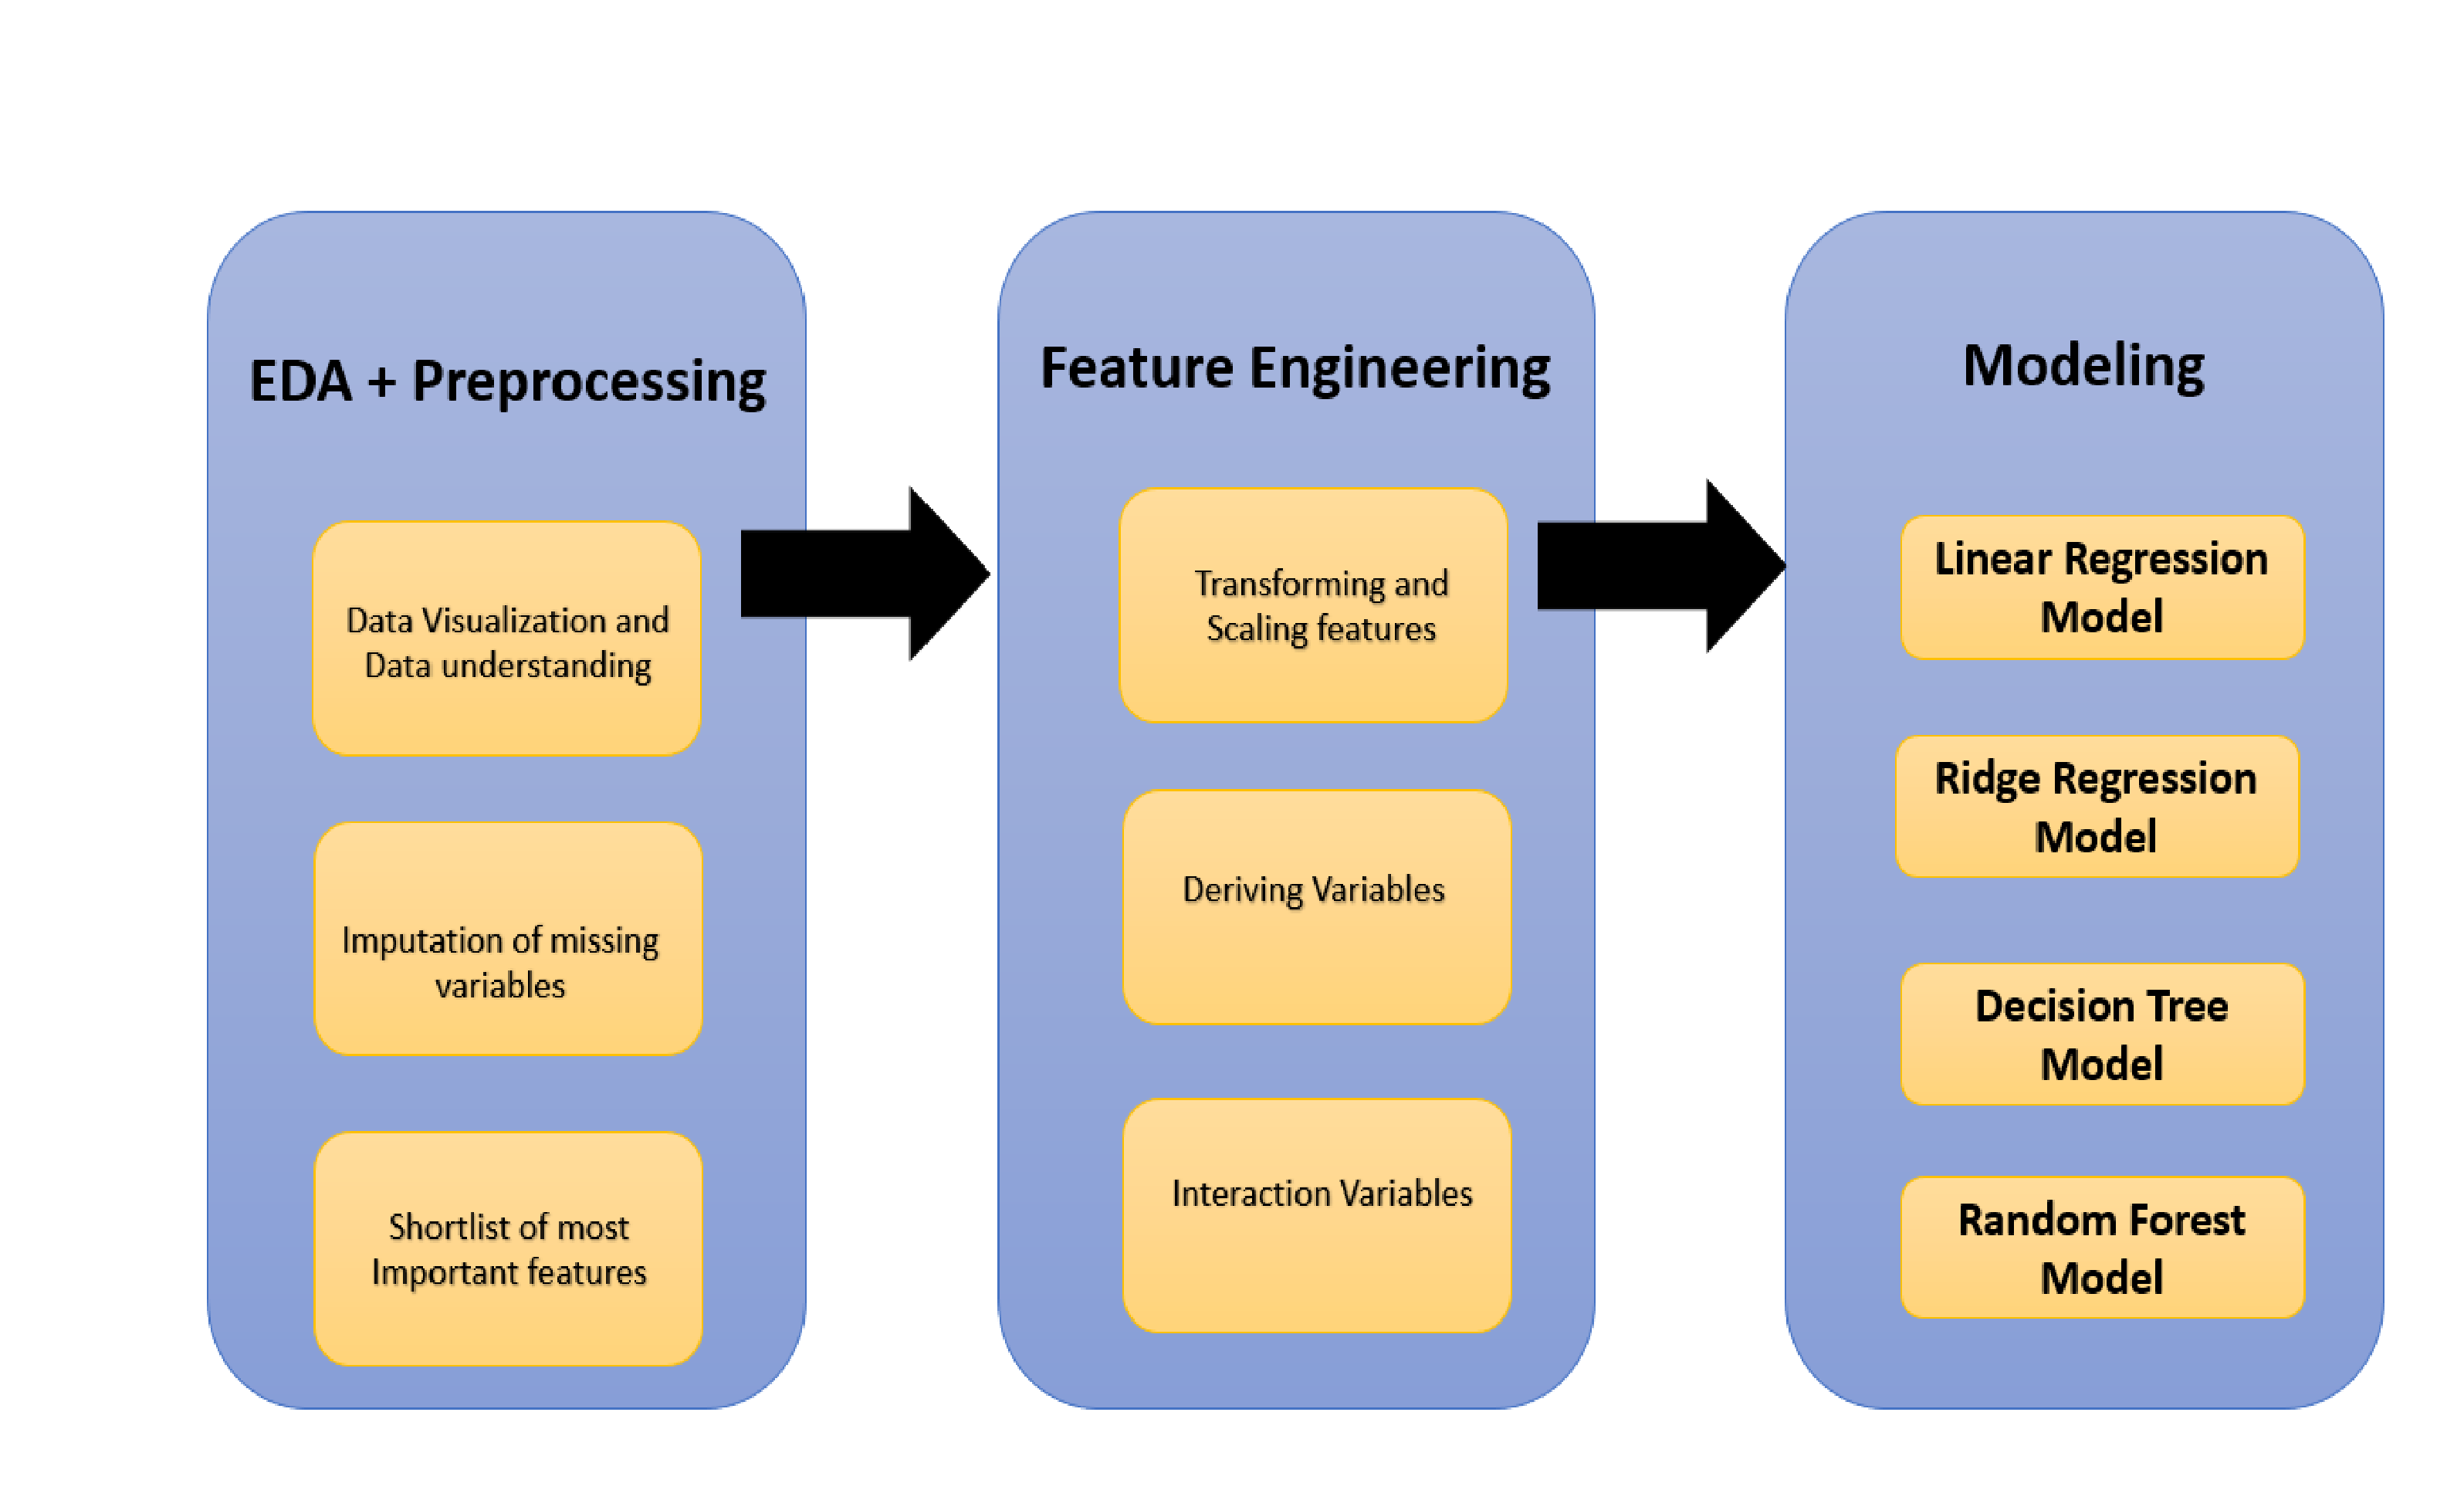 EDA + Preprocessing
Data Visualization and
Data understanding
Imputation of missing
variables
Shortlist of most
Important features
Feature Engineering
Transforming and
Scaling features
Deriving Variables
Interaction Variables
Modeling
Linear Regression
Model
Ridge Regression
Model
Decision Tree
Model
Random Forest
Model